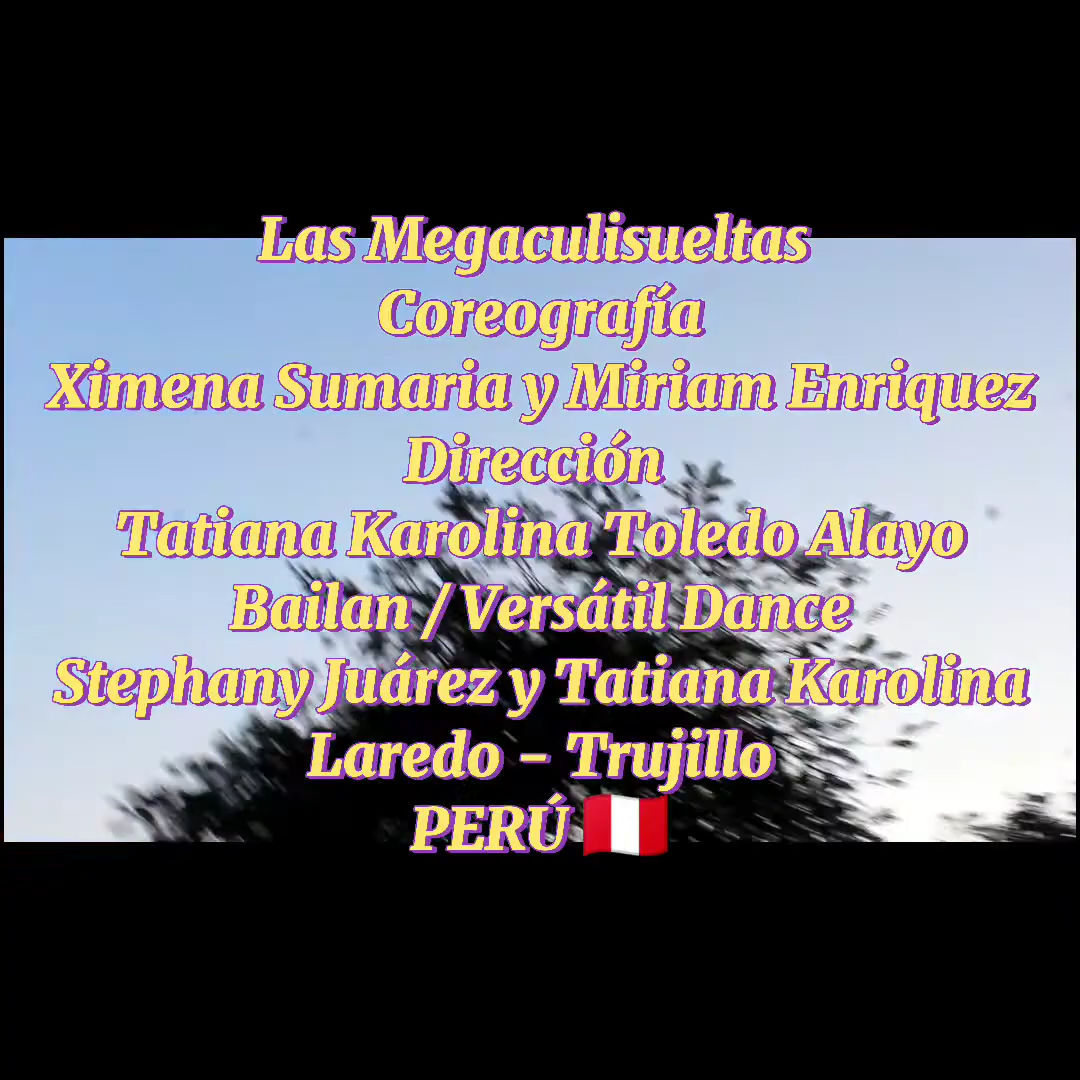 Las Megaculisueltas
Coreografía
Ximena Sumaria y Miriam Enriquez
Dirección
Tatiana Karolina Toledo Alayo
Bailan / Versátil Dance
Stephany Juárez y Tatiana Karolina
Laredo - Trujillo
PERÚ 🇵🇪